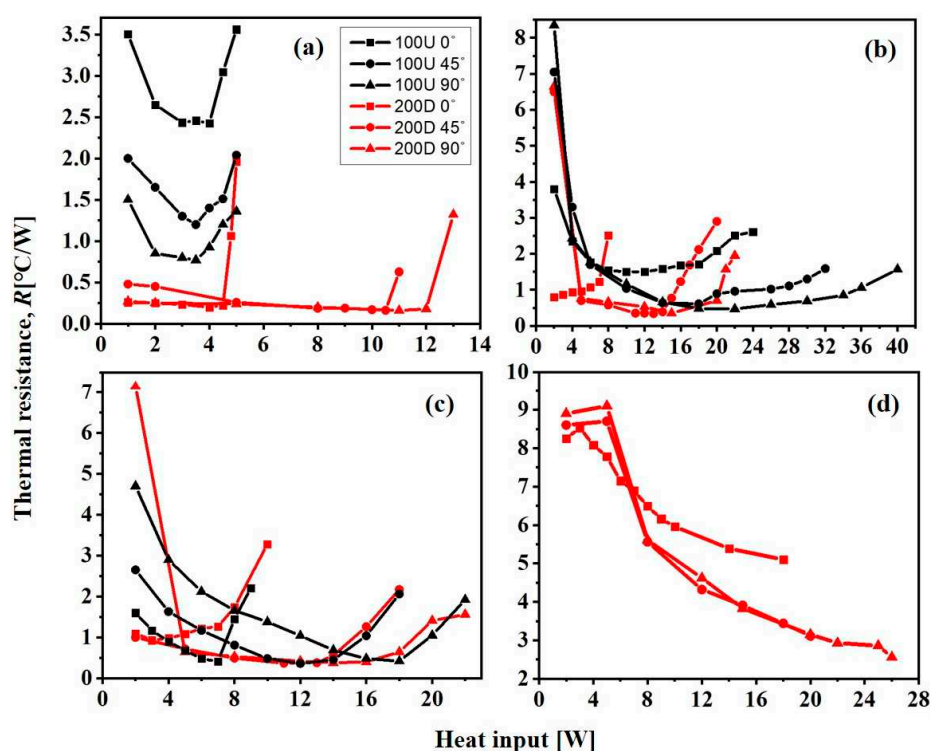 Thermal resistance, R[°C/W]
(a)
100U 0°
100U 45°
100U 90°
200D 0°
200D 45°
200D 90°
3.5
3.0
2.5
2.0
1.5
1.0
0.5
0.0
0 2 4 6 8 10 12 14
(b)
8
7
6
5
4
3
2
1
0
0 4 8 12 16 20 24 28 32 36 40
(c)
7
6
5
4
3
2
1
0
0 4 8 12 16 20
(d)
10
9
8
7
6
5
4
3
2
0 4 8 12 16 20 24 28
Heat input [W]